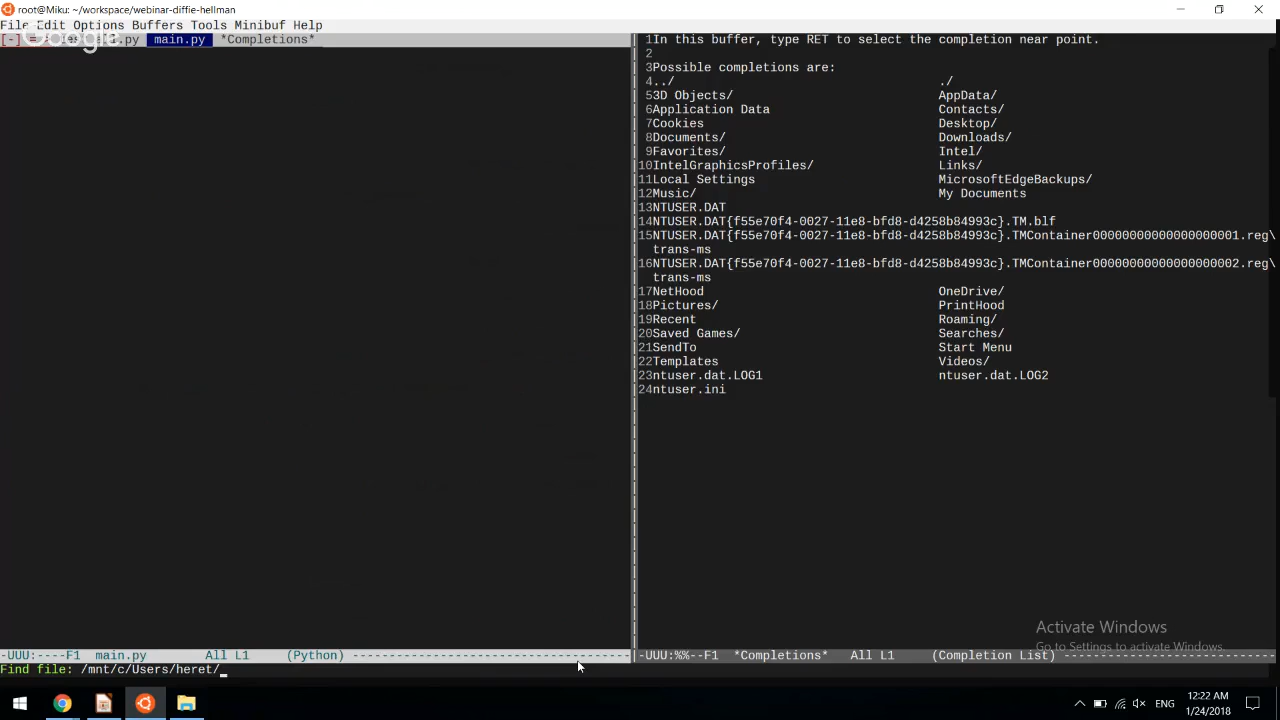 root@Miku: ~/workspace/webinar-diffie-hellman
File Edit Options Buffers Tools Minibuf Help
Google
[-] main.py *Completions*
1In this buffer, type RET to select the completion near point.
2
3Possible completions are:
4../ ./
53D Objects/ AppData/
6Application Data Contacts/
7Cookies Desktop/
8Documents/ Downloads/
9Favorites/ Intel/
10IntelGraphicsProfiles/ Links/
11Local Settings MicrosoftEdgeBackups/
12Music/ My Documents
13NTUSER.DAT
14NTUSER.DAT{f55e70f4-0027-11e8-bfd8-d4258b84993c}.TM.blf
15NTUSER.DAT{f55e70f4-0027-11e8-bfd8-d4258b84993c}.TMContainer00000000000000000001.reg\
trans-ms
16NTUSER.DAT{f55e70f4-0027-11e8-bfd8-d4258b84993c}.TMContainer00000000000000000002.reg\
trans-ms
17NetHood OneDrive/
18Pictures/ PrintHood
19Recent Roaming/
20Saved Games/ Searches/
21SendTo Start Menu
22Templates Videos/
23ntuser.dat.LOG1 ntuser.dat.LOG2
24ntuser.ini
Activate Windows
Go to Settings to activate Windows.
-UUU:----F1 main.py All L1 (Python) --------------------------------------
-UUU:%%--F1 *Completions* All L1 (Completion List) -----------------------------
Find file: /mnt/c/Users/heret/
ENG
12:22 AM
1/24/2018